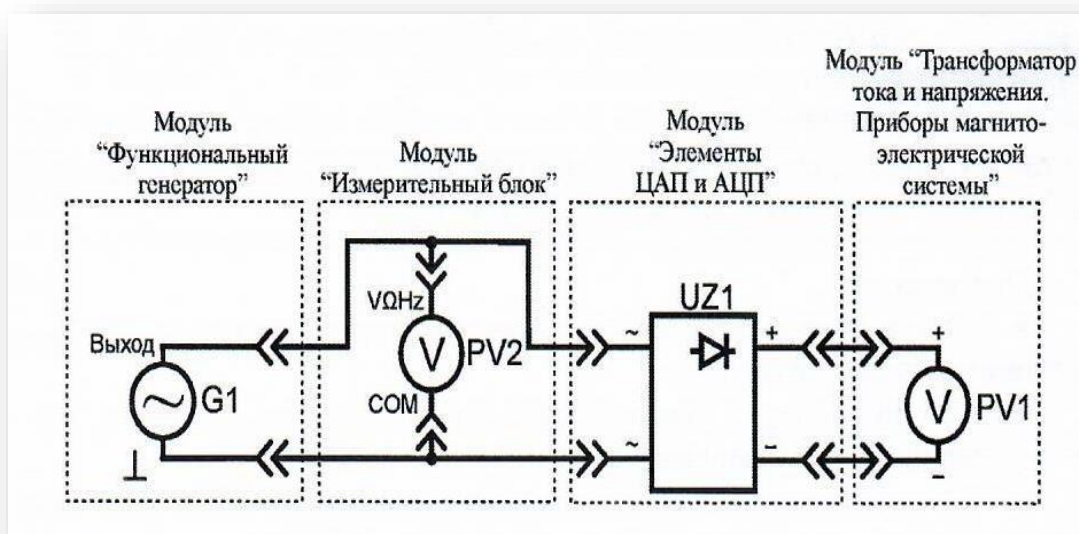 Модуль
“Функциональный
генератор”
Модуль
“Измерительный блок”
Модуль
“Элементы
ЦАП и АЦП”
Модуль “Трансформатор
тока и напряжения.
Приборы магнито-
электрической
системы”
Выход
G1
⊥
VΩHz
V
PV2
COM
~
~
UZ1
+
−
+
V
PV1
−